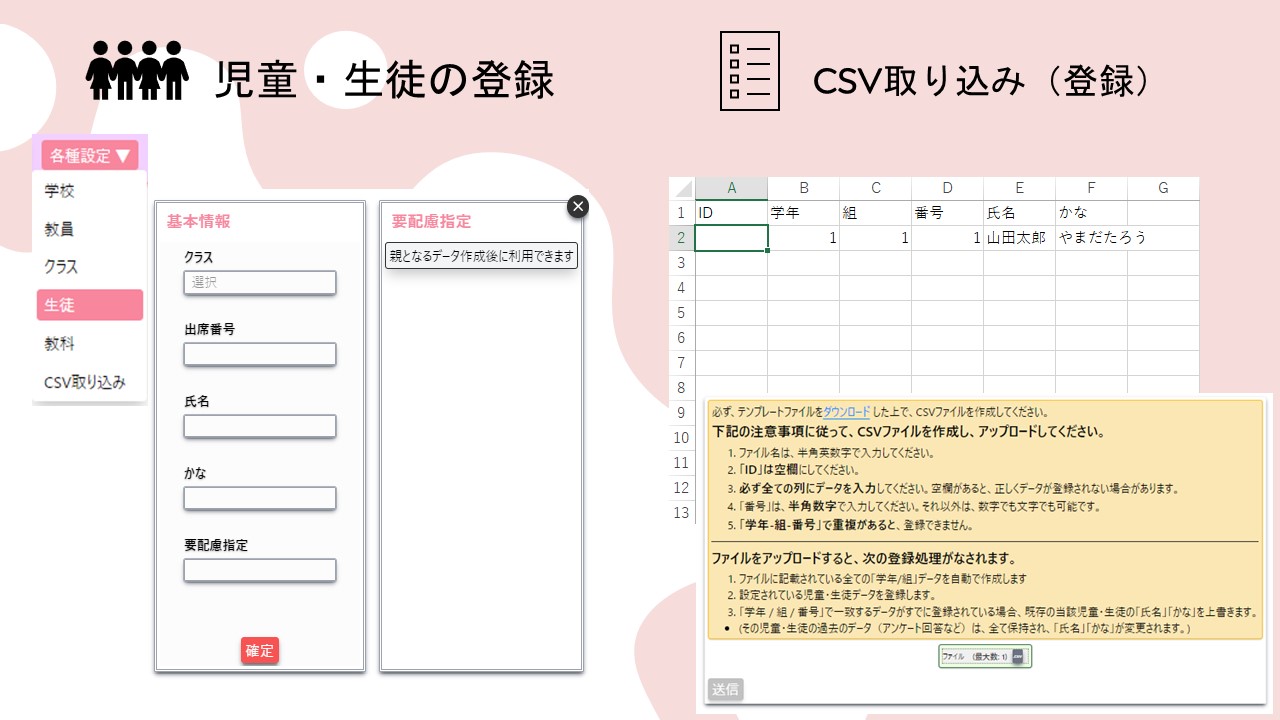 児童・生徒の登録
各種設定 ▼
学校
教員
クラス
生徒
教科
CSV取り込み
基本情報
クラス
選択
出席番号
氏名
かな
要配慮指定
確定
要配慮指定
親となるデータ作成後に利用できます
CSV取り込み（登録）
A B C D E F G
1 ID 学年 組 番号 氏名 かな
2 1 1 1 山田太郎 やまだたろう
3
4
5
6
7
8
9
10
11
12
13
必ず、テンプレートファイルをダウンロード した上で、CSVファイルを作成してください。
下記の注意事項に従って、CSVファイルを作成し、アップロードしてください。
1. ファイル名は、半角英数字で入力してください。
2. 「ID」は空欄にしてください。
3. 必ず全ての列にデータを入力してください。空欄があると、正しくデータが登録されない場合があります。
4. 「番号」は、半角数字で入力してください。それ以外は、数字でも文字でも可能です。
5. 「学年-組-番号」で重複があると、登録できません。
ファイルをアップロードすると、次の登録処理がなされます。
1. ファイルに記載されている全ての「学年/組」データを自動で作成します
2. 設定されている児童・生徒データを登録します。
3. 「学年 / 組 / 番号」で一致するデータがすでに登録されている場合、既存の当該児童・生徒の「氏名」「かな」を上書きます。
• (その児童・生徒の過去のデータ（アンケート回答など）は、全て保持され、「氏名」「かな」が変更されます。)
ファイル （最大数: 1） CSV
送信